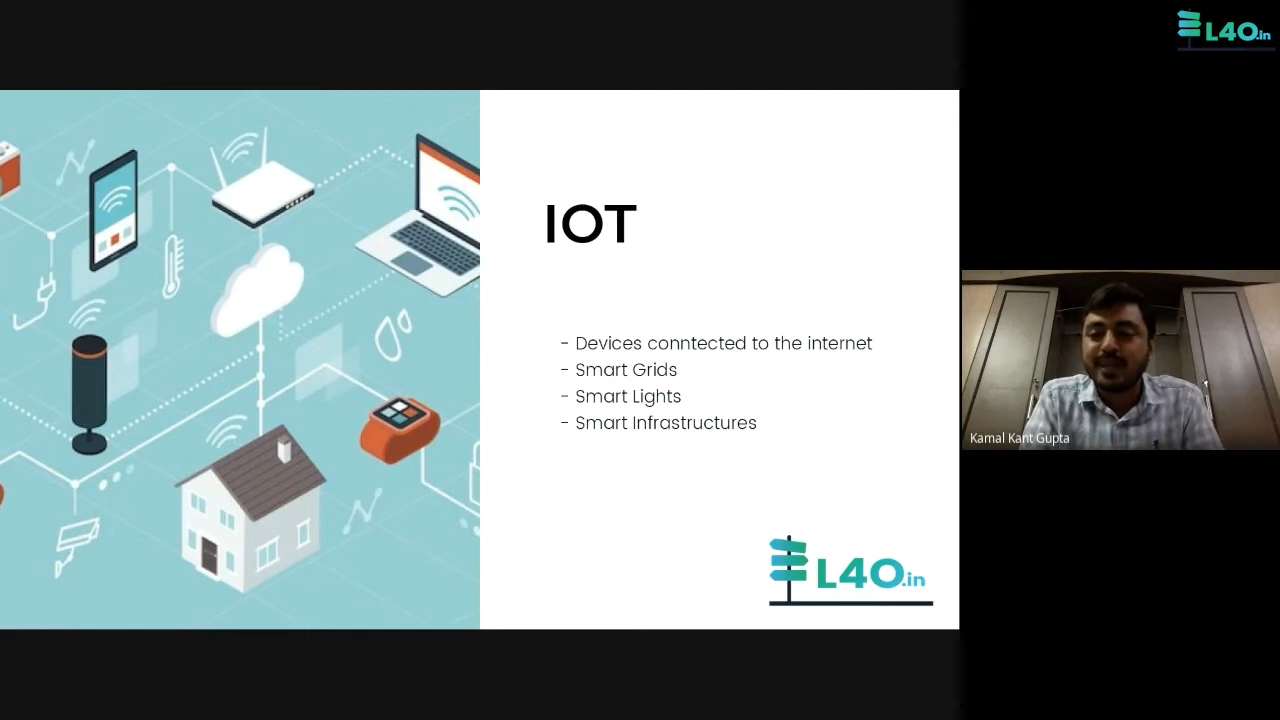 L4O.in
IOT
- Devices conntected to the internet
- Smart Grids
- Smart Lights
- Smart Infrastructures
L4O.in
Kamal Kant Gupta